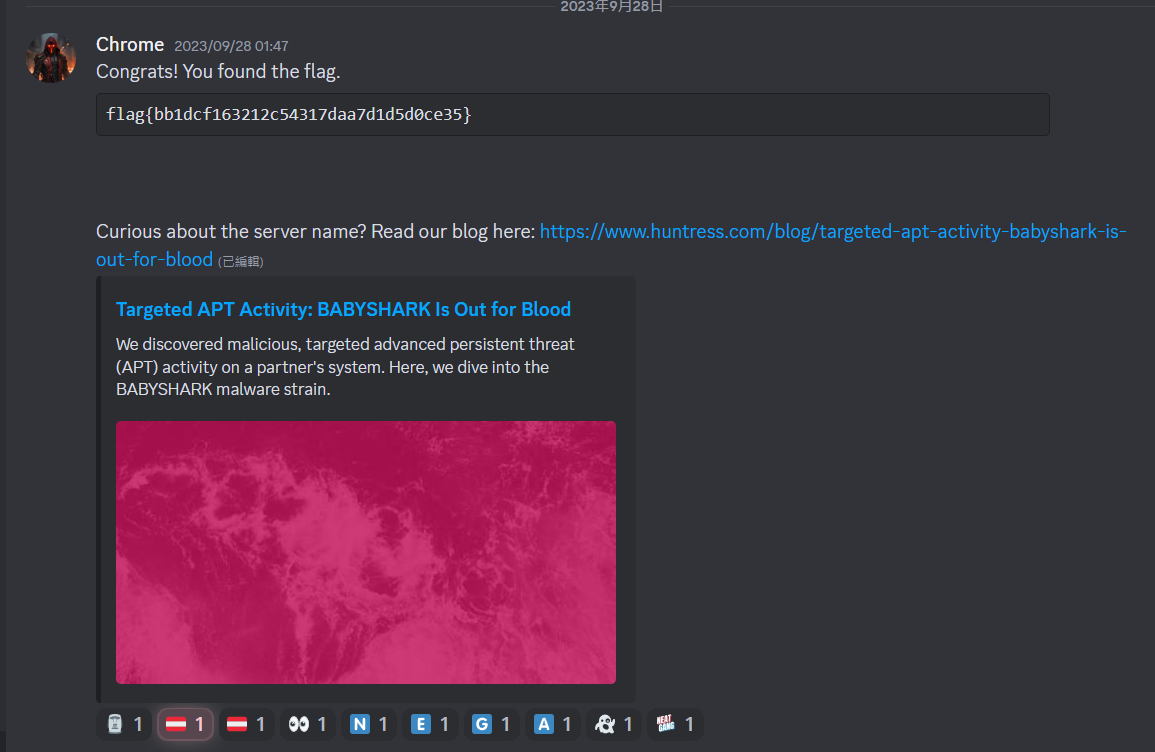 2023年9月28日
Chrome 2023/09/28 01:47
Congrats! You found the flag.
flag{bb1dcf163212c54317daa7d1d5d0ce35}
Curious about the server name? Read our blog here: https://www.huntress.com/blog/targeted-apt-activity-babyshark-is-
out-for-blood (已編輯)
Targeted APT Activity: BABYSHARK Is Out for Blood
We discovered malicious, targeted advanced persistent threat
(APT) activity on a partner's system. Here, we dive into the
BABYSHARK malware strain.
1 1 1 1 N 1 E 1 G 1 A 1 1 HEAT GANG 1